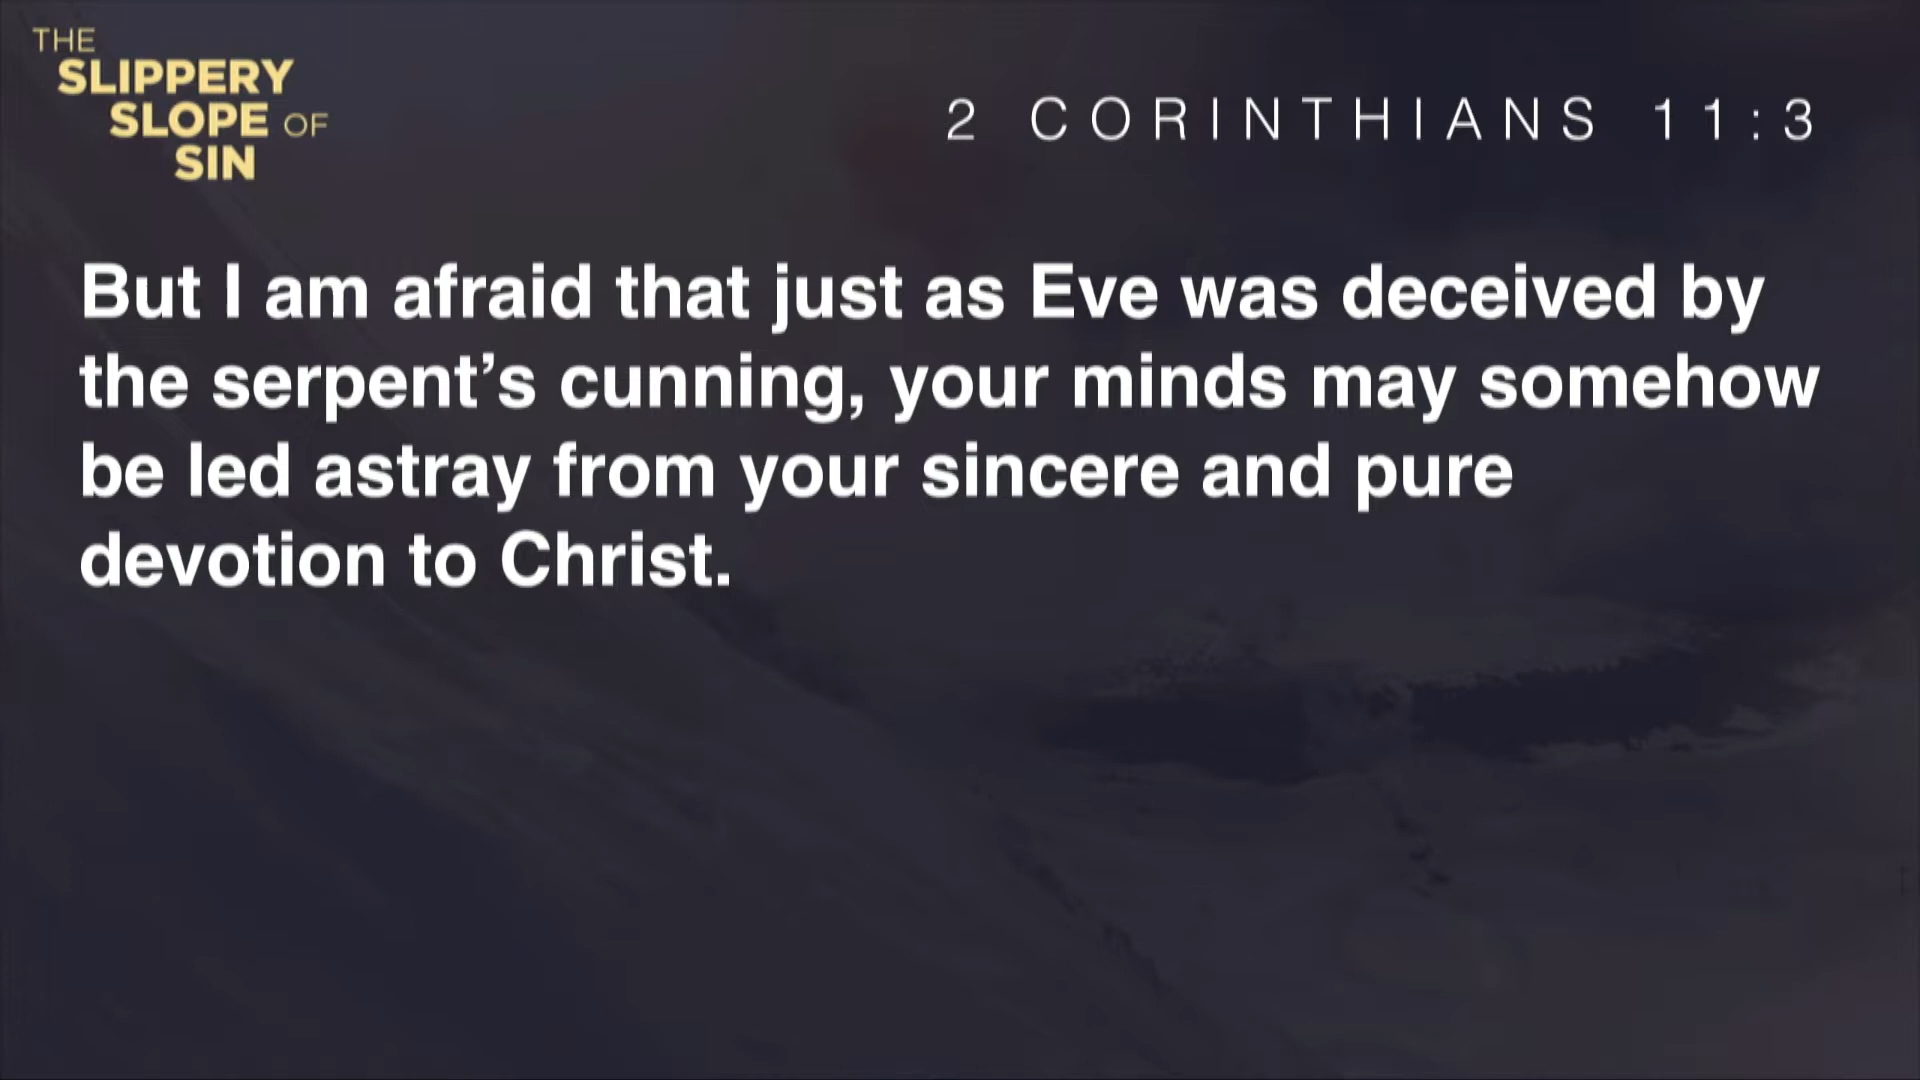 THE
SLIPPERY
SLOPE OF
SIN
2 CORINTHIANS 11:3
But I am afraid that just as Eve was deceived by
the serpent’s cunning, your minds may somehow
be led astray from your sincere and pure
devotion to Christ.